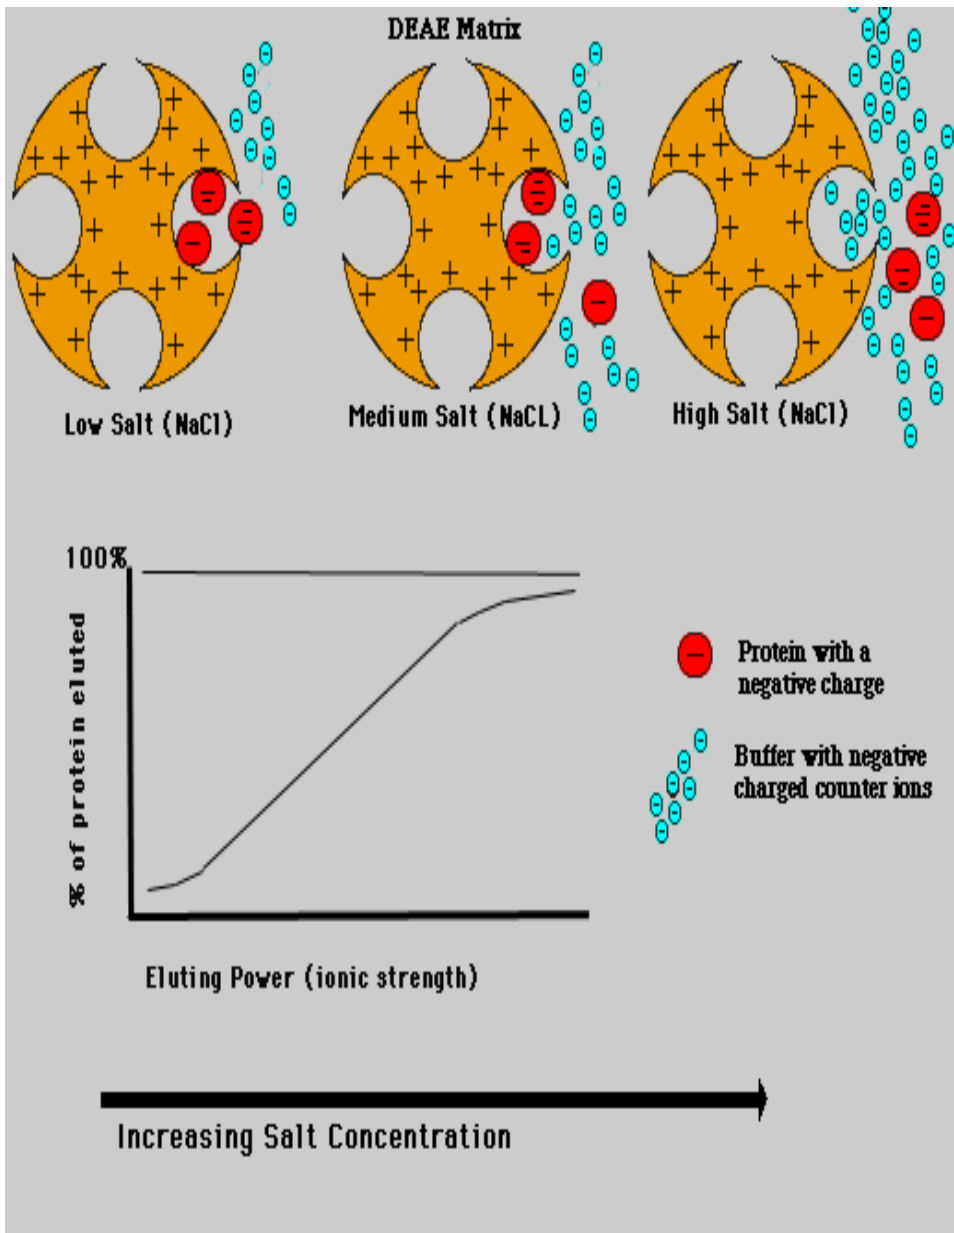 DEAE Matrix
Low Salt (NaCl)
Medium Salt (NaCL)
High Salt (NaCl)
100%
% of protein eluted
Protein with a
negative charge
Buffer with negative
charged counter ions
Eluting Power (ionic strength)
Increasing Salt Concentration